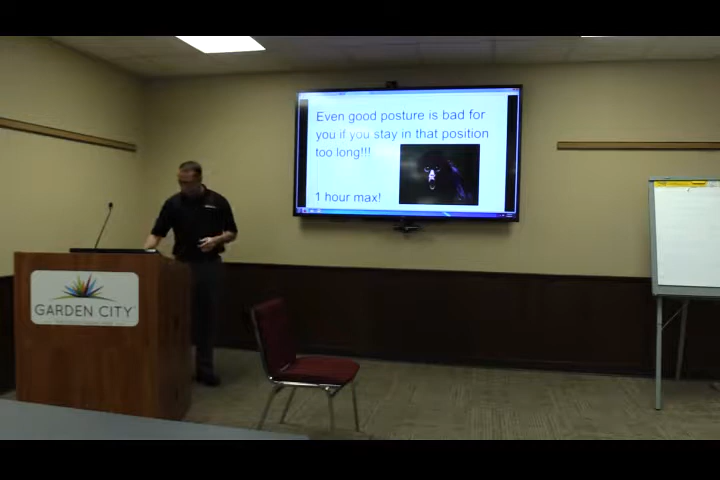 Even good posture is bad for
you if you stay in that position
too long!!!
1 hour max!
GARDEN CITY